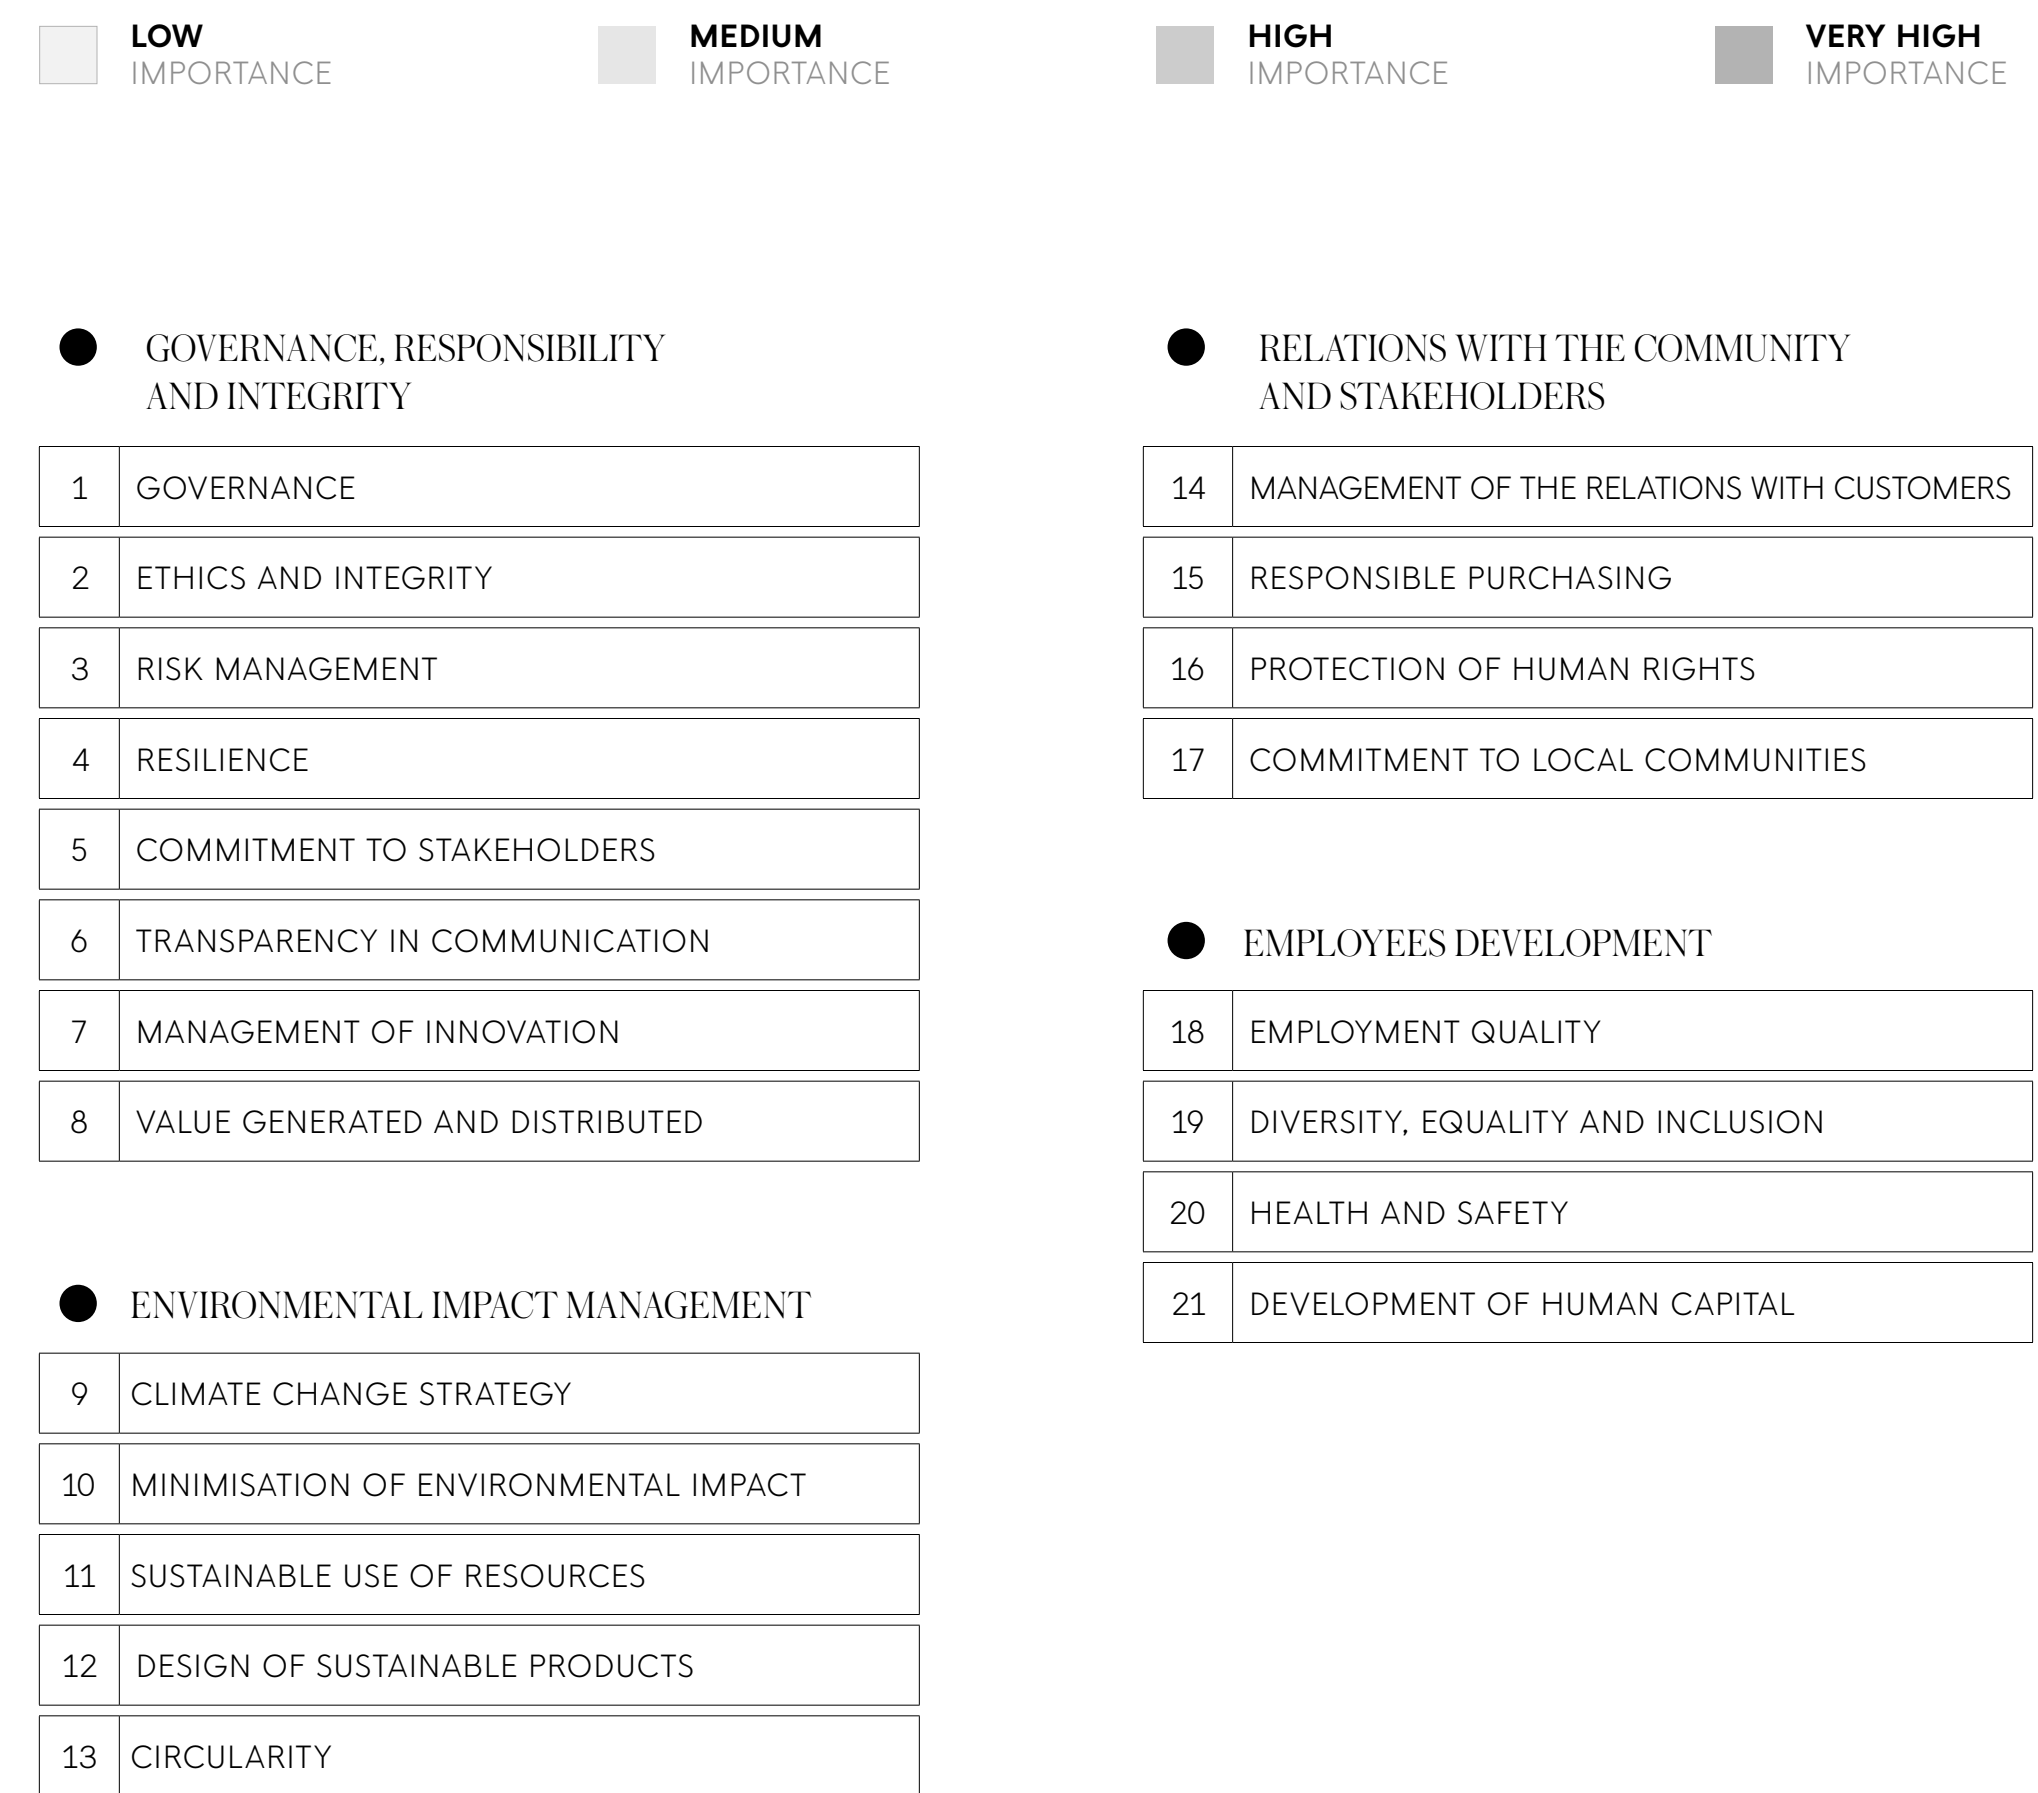 LOW
IMPORTANCE
MEDIUM
IMPORTANCE
HIGH
IMPORTANCE
VERY HIGH
IMPORTANCE
GOVERNANCE, RESPONSIBILITY
AND INTEGRITY
1 GOVERNANCE
2 ETHICS AND INTEGRITY
3 RISK MANAGEMENT
4 RESILIENCE
5 COMMITMENT TO STAKEHOLDERS
6 TRANSPARENCY IN COMMUNICATION
7 MANAGEMENT OF INNOVATION
8 VALUE GENERATED AND DISTRIBUTED
ENVIRONMENTAL IMPACT MANAGEMENT
9 CLIMATE CHANGE STRATEGY
10 MINIMISATION OF ENVIRONMENTAL IMPACT
11 SUSTAINABLE USE OF RESOURCES
12 DESIGN OF SUSTAINABLE PRODUCTS
13 CIRCULARITY
RELATIONS WITH THE COMMUNITY
AND STAKEHOLDERS
14 MANAGEMENT OF THE RELATIONS WITH CUSTOMERS
15 RESPONSIBLE PURCHASING
16 PROTECTION OF HUMAN RIGHTS
17 COMMITMENT TO LOCAL COMMUNITIES
EMPLOYEES DEVELOPMENT
18 EMPLOYMENT QUALITY
19 DIVERSITY, EQUALITY AND INCLUSION
20 HEALTH AND SAFETY
21 DEVELOPMENT OF HUMAN CAPITAL